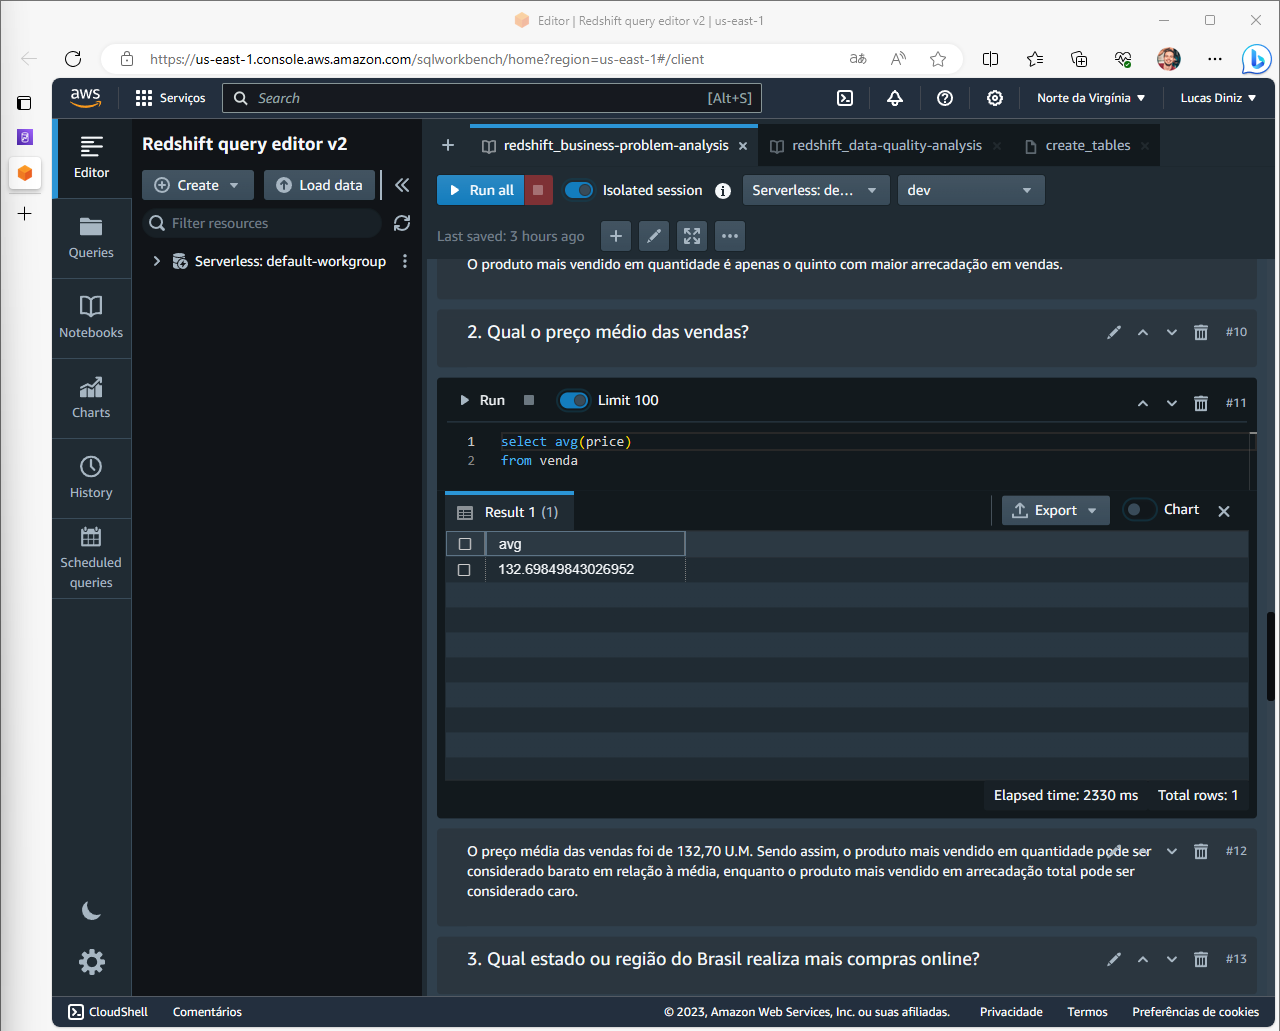 Editor | Redshift query editor v2 | us-east-1
https://us-east-1.console.aws.amazon.com/sqlworkbench/home?region=us-east-1#/client
aあ
aws
Serviços
Search
[Alt+S]
Norte da Virgínia
Lucas Diniz
Editor
Queries
Notebooks
Charts
History
Scheduled
queries
Redshift query editor v2
Create
Load data
Filter resources
Serverless: default-workgroup
redshift_business-problem-analysis
redshift_data-quality-analysis
create_tables
Run all
Isolated session
Serverless: de...
dev
Last saved: 3 hours ago
O produto mais vendido em quantidade é apenas o quinto com maior arrecadação em vendas.
2. Qual o preço médio das vendas?
#10
Run
Limit 100
#11
1 select avg(price)
2 from venda
Result 1 (1)
Export
Chart
avg
132.69849843026952
Elapsed time: 2330 ms
Total rows: 1
O preço média das vendas foi de 132,70 U.M. Sendo assim, o produto mais vendido em quantidade pode ser
considerado barato em relação à média, enquanto o produto mais vendido em arrecadação total pode ser
considerado caro.
#12
3. Qual estado ou região do Brasil realiza mais compras online?
#13
CloudShell
Comentários
© 2023, Amazon Web Services, Inc. ou suas afiliadas.
Privacidade
Termos
Preferências de cookies